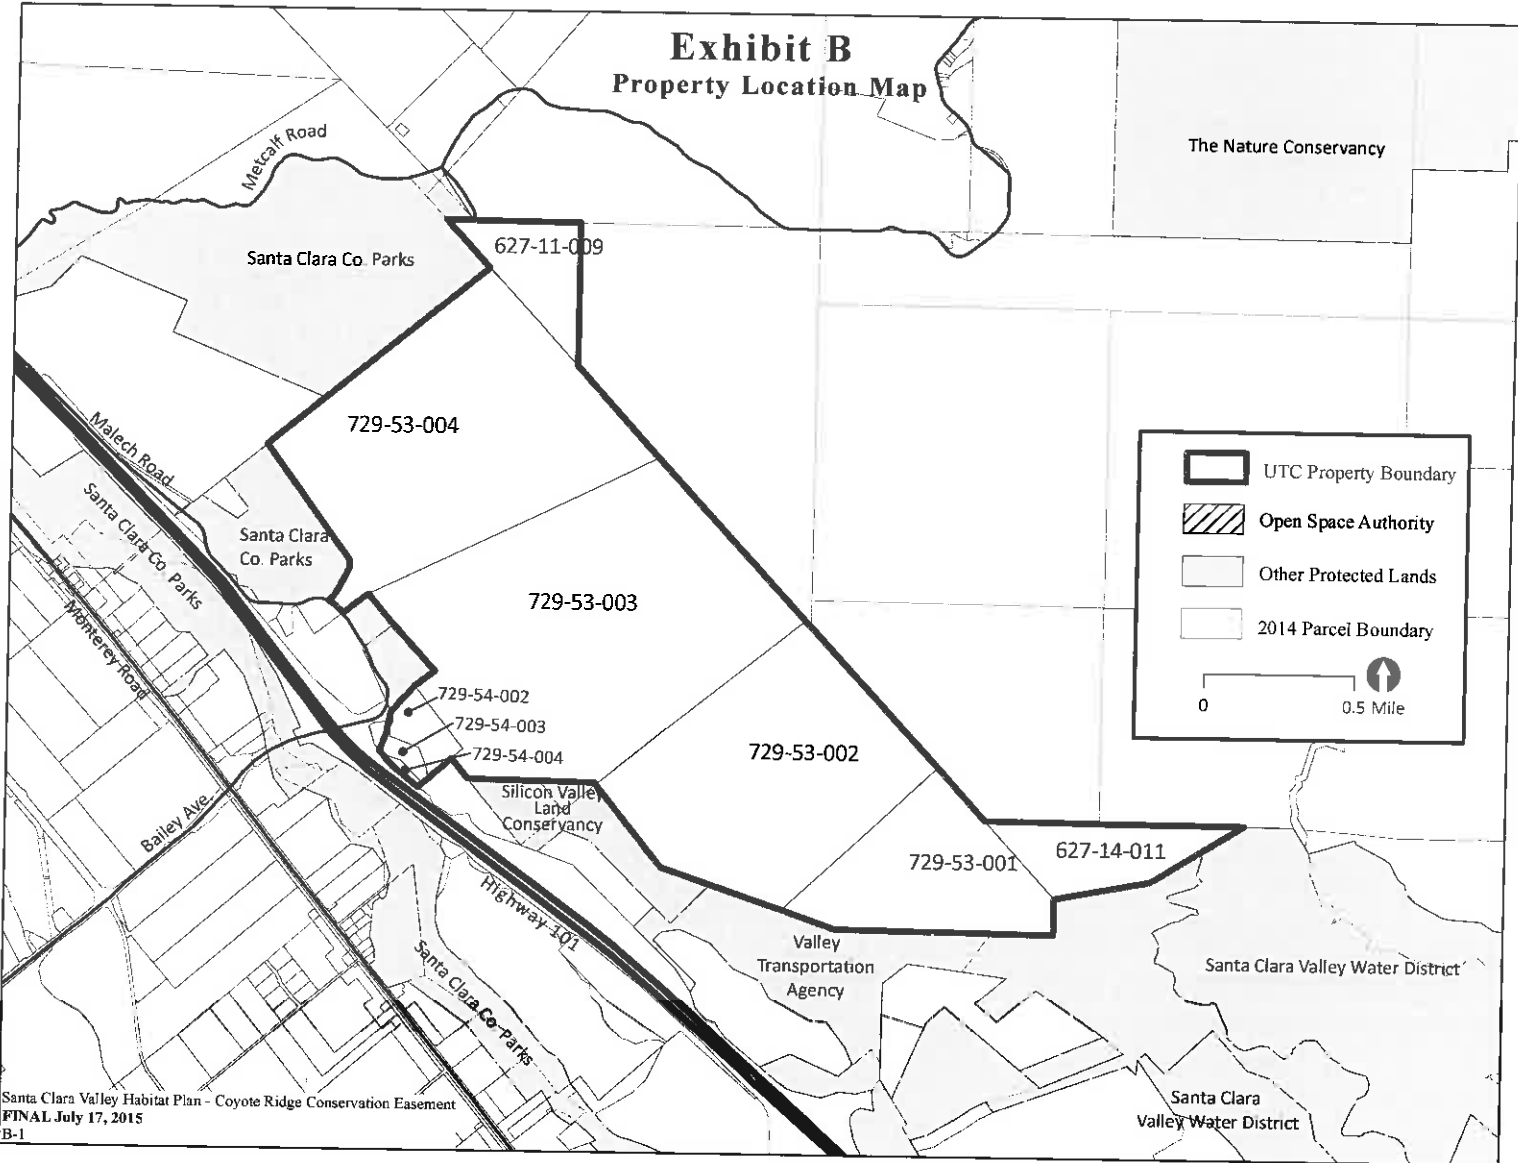 Exhibit B
Property Location Map
Metcalf Road
The Nature Conservancy
Santa Clara Co. Parks
627-11-009
729-53-004
Malech Road
Santa Clara Co. Parks
Santa Clara
Co. Parks
Monterey Road
729-53-003
UTC Property Boundary
Open Space Authority
Other Protected Lands
2014 Parcel Boundary
0
0.5 Mile
729-54-002
729-54-003
729-54-004
729-53-002
Silicon Valley
Land
Conservancy
Bailey Ave.
729-53-001
627-14-011
Highway 101
Valley
Transportation
Agency
Santa Clara Co. Parks
Santa Clara Valley Water District
Santa Clara
Valley Water District
Santa Clara Valley Habitat Plan - Coyote Ridge Conservation Easement
FINAL July 17, 2015
B-1